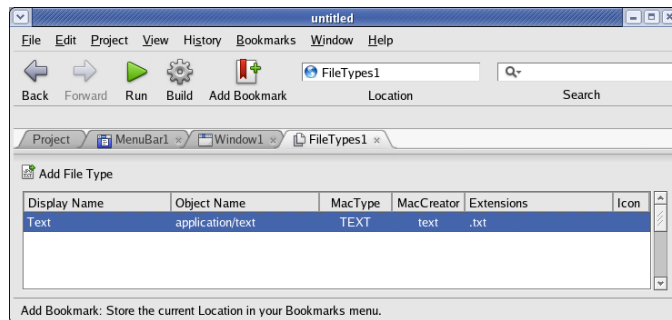 untitled
File Edit Project View History Bookmarks Window Help
FileTypes1
Back Forward Run Build Add Bookmark Location Search
Project MenuBar1 × Window1 × FileTypes1 ×
Add File Type
Display Name Object Name MacType MacCreator Extensions Icon
Text application/text TEXT text .txt
Add Bookmark: Store the current Location in your Bookmarks menu.